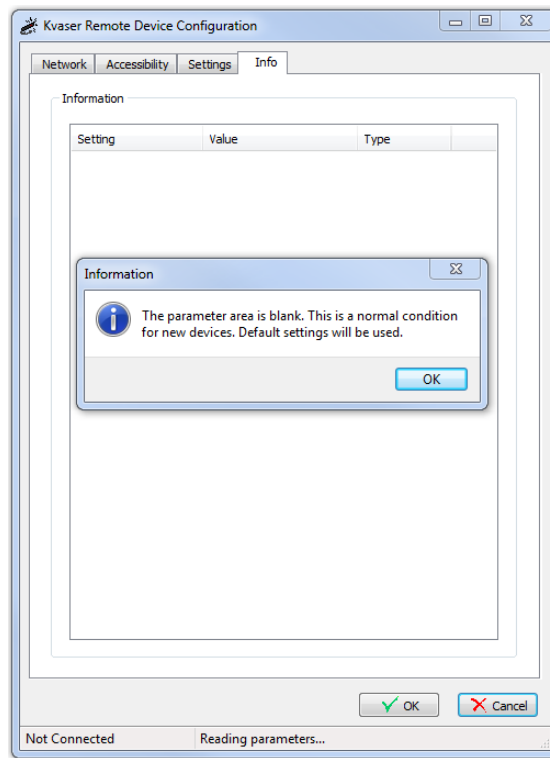 Kvaser Remote Device Configuration
Network Accessibility Settings Info
Information
Setting Value Type
Information
The parameter area is blank. This is a normal condition
for new devices. Default settings will be used.
OK
OK Cancel
Not Connected Reading parameters...